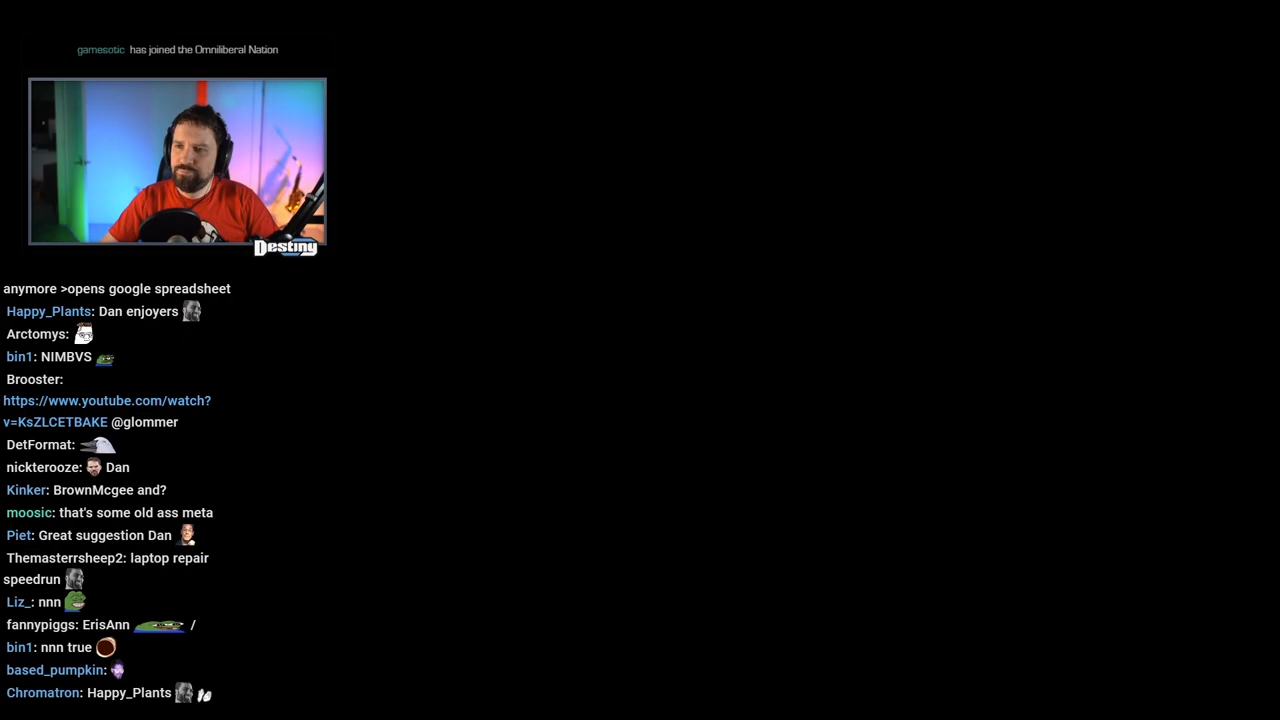 gamesotic has joined the Omniliberal Nation
Destiny
anymore >opens google spreadsheet
Happy_Plants: Dan enjoyers
Arctomys:
bin1: NIMBVS
Brooster:
https://www.youtube.com/watch?
v=KsZLCETBAKE @glommer
DetFormat:
nickterooze: Dan
Kinker: BrownMcgee and?
moosic: that's some old ass meta
Piet: Great suggestion Dan
Themasterrsheep2: laptop repair
speedrun
Liz_: nnn
fannypiggs: ErisAnn /
bin1: nnn true
based_pumpkin:
Chromatron: Happy_Plants